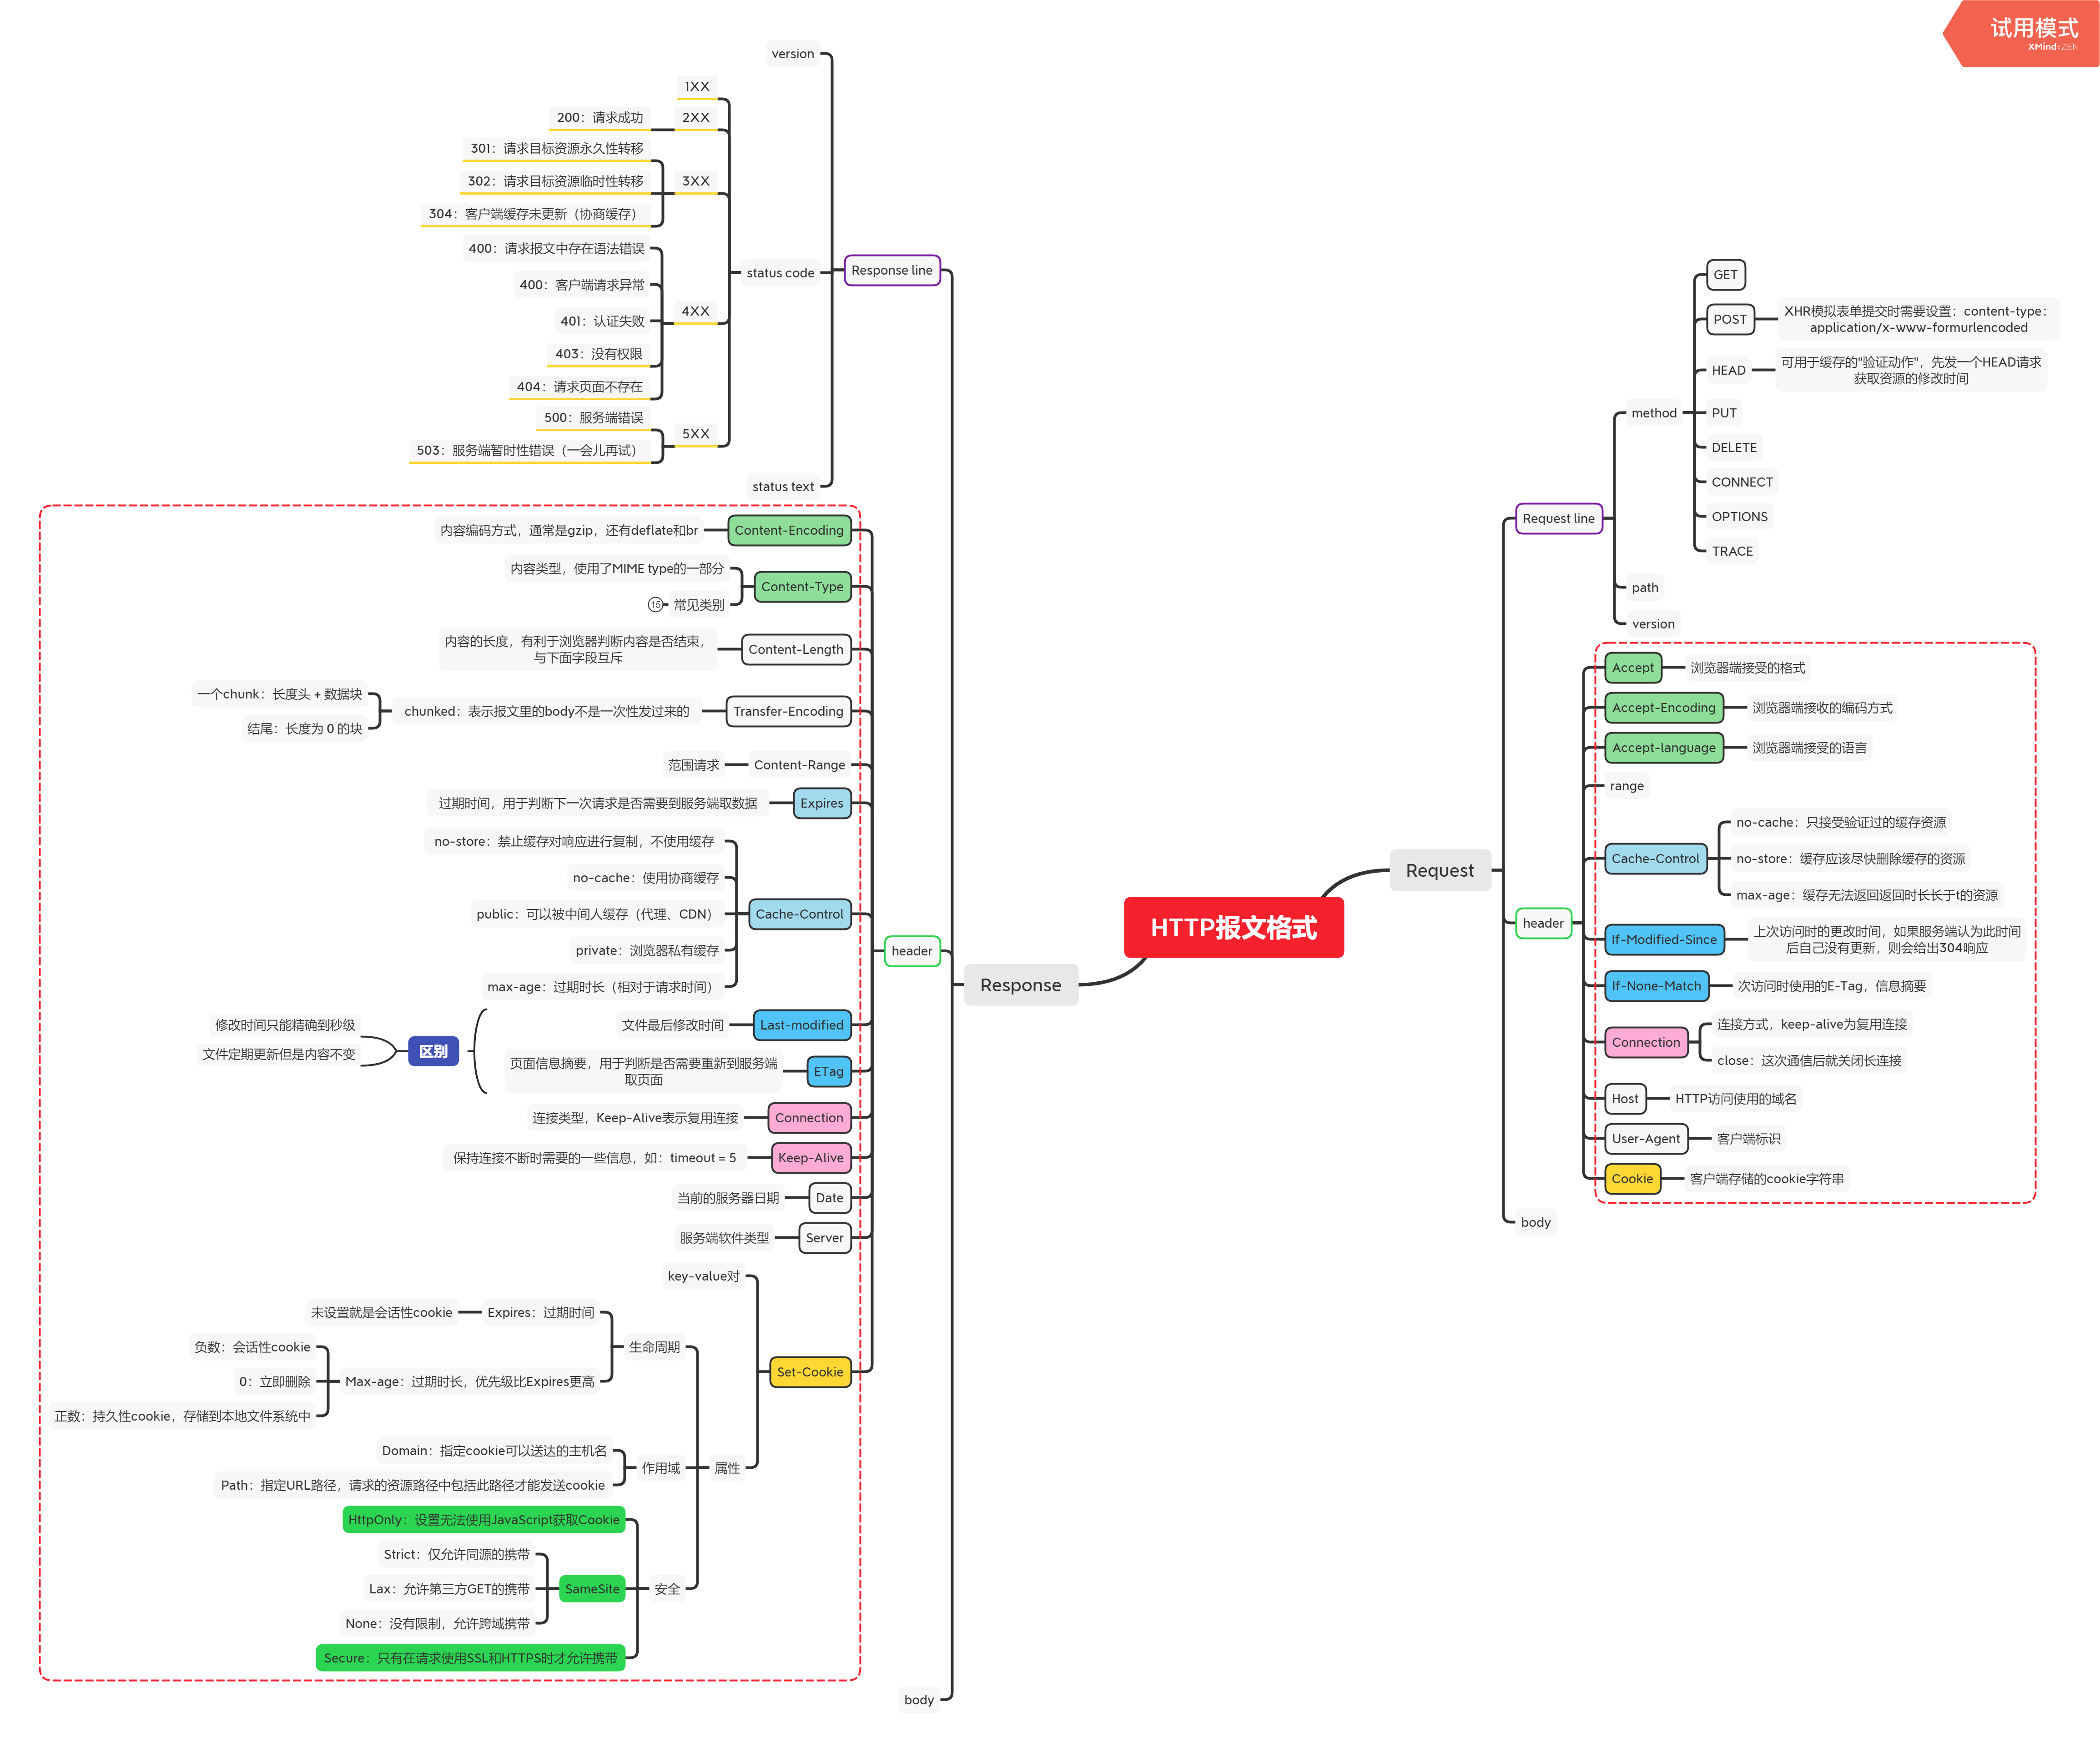 试用模式
XMind:ZEN
HTTP报文格式
Request
Request line
method
GET
POST
XHR模拟表单提交时需要设置：content-type：
application/x-www-formurlencoded
HEAD
可用于缓存的"验证动作"，先发一个HEAD请求
获取资源的修改时间
PUT
DELETE
CONNECT
OPTIONS
TRACE
path
version
header
Accept
浏览器端接受的格式
Accept-Encoding
浏览器端接收的编码方式
Accept-language
浏览器端接受的语言
range
Cache-Control
no-cache：只接受验证过的缓存资源
no-store：缓存应该尽快删除缓存的资源
max-age：缓存无法返回返回时长长于t的资源
If-Modified-Since
上次访问时的更改时间，如果服务端认为此时间
后自己没有更新，则会给出304响应
If-None-Match
次访问时使用的E-Tag，信息摘要
Connection
连接方式，keep-alive为复用连接
close：这次通信后就关闭长连接
Host
HTTP访问使用的域名
User-Agent
客户端标识
Cookie
客户端存储的cookie字符串
body
Response
Response line
version
status code
1XX
2XX
200：请求成功
3XX
301：请求目标资源永久性转移
302：请求目标资源临时性转移
304：客户端缓存未更新（协商缓存）
4XX
400：请求报文中存在语法错误
400：客户端请求异常
401：认证失败
403：没有权限
404：请求页面不存在
5XX
500：服务端错误
503：服务端暂时性错误（一会儿再试）
status text
header
Content-Encoding
内容编码方式，通常是gzip，还有deflate和br
Content-Type
内容类型，使用了MIME type的一部分
常见类别
15
Content-Length
内容的长度，有利于浏览器判断内容是否结束，
与下面字段互斥
Transfer-Encoding
chunked：表示报文里的body不是一次性发过来的
一个chunk：长度头 + 数据块
结尾：长度为 0 的块
Content-Range
范围请求
Expires
过期时间，用于判断下一次请求是否需要到服务端取数据
Cache-Control
no-store：禁止缓存对响应进行复制，不使用缓存
no-cache：使用协商缓存
public：可以被中间人缓存（代理、CDN）
private：浏览器私有缓存
max-age：过期时长（相对于请求时间）
Last-modified
文件最后修改时间
ETag
页面信息摘要，用于判断是否需要重新到服务端
取页面
区别
修改时间只能精确到秒级
文件定期更新但是内容不变
Connection
连接类型，Keep-Alive表示复用连接
Keep-Alive
保持连接不断时需要的一些信息，如：timeout = 5
Date
当前的服务器日期
Server
服务端软件类型
Set-Cookie
key-value对
属性
生命周期
Expires：过期时间
未设置就是会话性cookie
Max-age：过期时长，优先级比Expires更高
负数：会话性cookie
0：立即删除
正数：持久性cookie，存储到本地文件系统中
作用域
Domain：指定cookie可以送达的主机名
Path：指定URL路径，请求的资源路径中包括此路径才能发送cookie
安全
HttpOnly：设置无法使用JavaScript获取Cookie
SameSite
Strict：仅允许同源的携带
Lax：允许第三方GET的携带
None：没有限制，允许跨域携带
Secure：只有在请求使用SSL和HTTPS时才允许携带
body